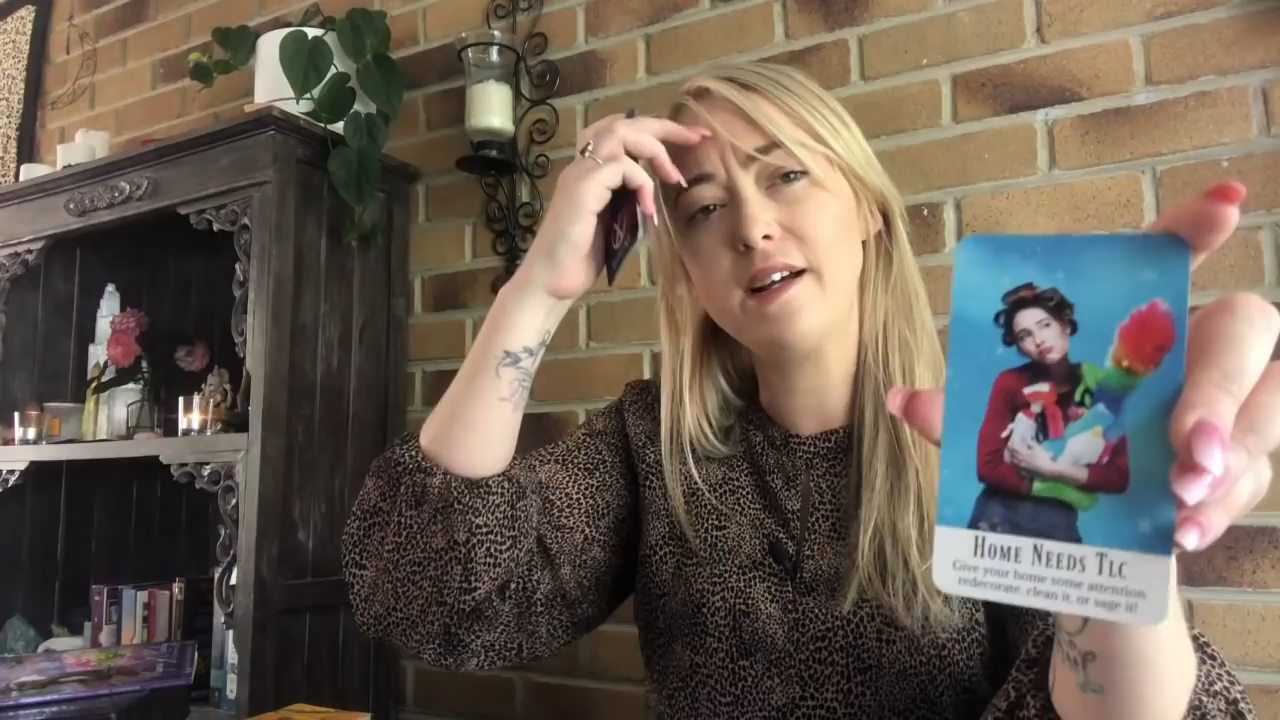 HOME NEEDS TLC
Give your home some attention
redecorate, clean it, or sage it!